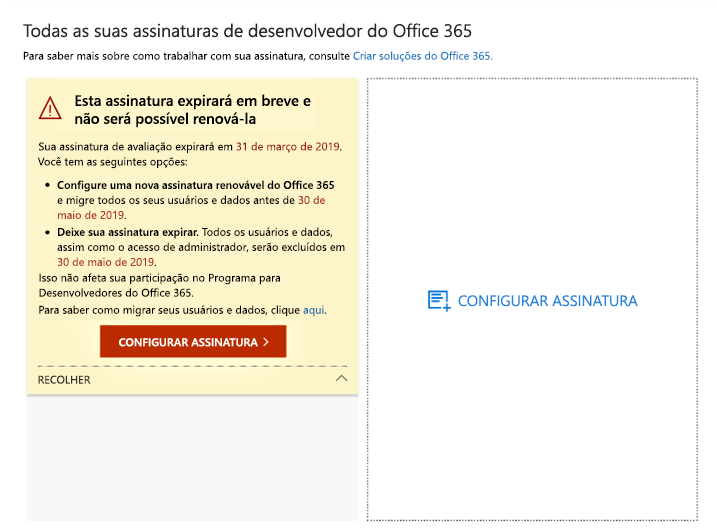 Todas as suas assinaturas de desenvolvedor do Office 365
Para saber mais sobre como trabalhar com sua assinatura, consulte Criar soluções do Office 365.
Esta assinatura expirará em breve e
não será possível renová-la
Sua assinatura de avaliação expirará em 31 de março de 2019.
Você tem as seguintes opções:
• Configure uma nova assinatura renovável do Office 365
e migre todos os seus usuários e dados antes de 30 de
maio de 2019.
• Deixe sua assinatura expirar. Todos os usuários e dados,
assim como o acesso de administrador, serão excluídos em
30 de maio de 2019.
Isso não afeta sua participação no Programa para
Desenvolvedores do Office 365.
Para saber como migrar seus usuários e dados, clique aqui.
CONFIGURAR ASSINATURA >
RECOLHER
CONFIGURAR ASSINATURA